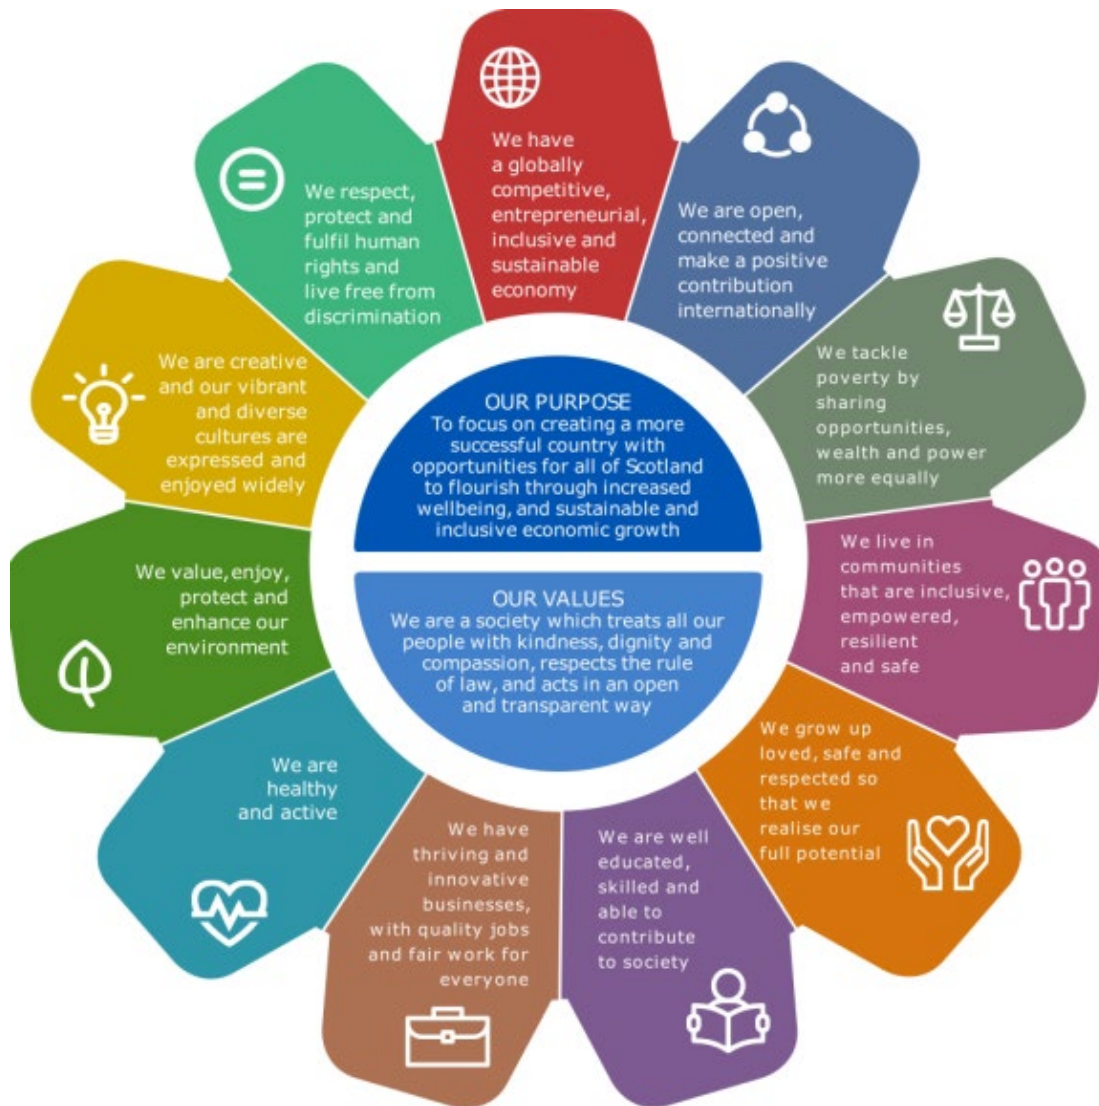 We have
a globally
competitive,
entrepreneurial,
inclusive and
sustainable
economy
We are open,
connected and
make a positive
contribution
internationally
We tackle
poverty by
sharing
opportunities,
wealth and power
more equally
We live in
communities
that are inclusive,
empowered,
resilient
and safe
We grow up
loved, safe and
respected so
that we
realise our
full potential
We are well
educated,
skilled and
able to
contribute
to society
We have
thriving and
innovative
businesses,
with quality jobs
and fair work for
everyone
We are
healthy
and active
We value, enjoy,
protect and
enhance our
environment
We are creative
and our vibrant
and diverse
cultures are
expressed and
enjoyed widely
We respect,
protect and
fulfil human
rights and
live free from
discrimination
OUR PURPOSE
To focus on creating a more
successful country with
opportunities for all of Scotland
to flourish through increased
wellbeing, and sustainable and
inclusive economic growth
OUR VALUES
We are a society which treats all our
people with kindness, dignity and
compassion, respects the rule
of law, and acts in an open
and transparent way